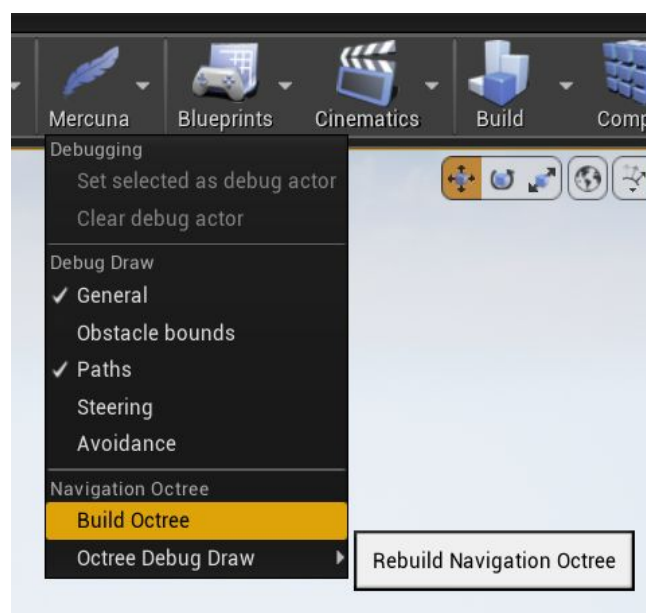 Mercuna Blueprints Cinematics Build Comp
Debugging
Set selected as debug actor
Clear debug actor
Debug Draw
✓ General
Obstacle bounds
✓ Paths
Steering
Avoidance
Navigation Octree
Build Octree
Octree Debug Draw
Rebuild Navigation Octree